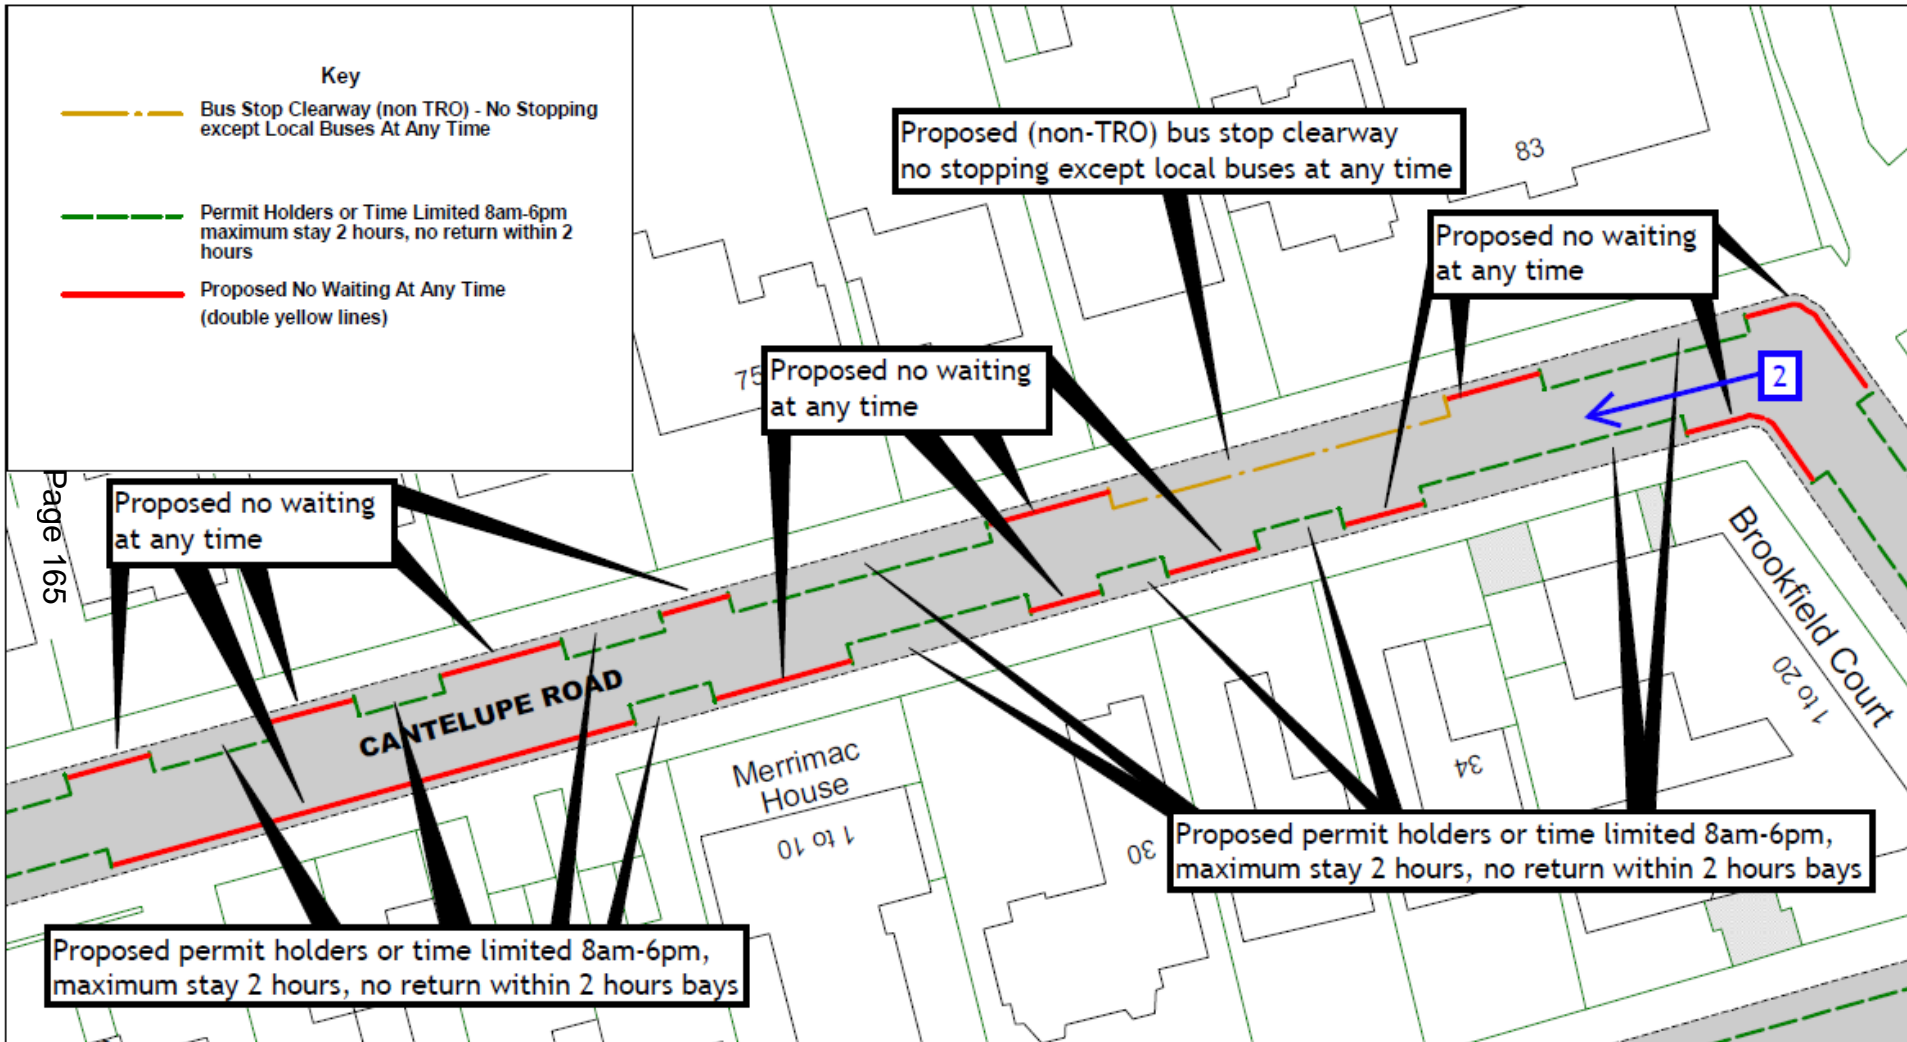 Key
Bus Stop Clearway (non TRO) - No Stopping
except Local Buses At Any Time
Permit Holders or Time Limited 8am-6pm
maximum stay 2 hours, no return within 2
hours
Proposed No Waiting At Any Time
(double yellow lines)
Proposed (non-TRO) bus stop clearway
no stopping except local buses at any time
83
Proposed no waiting
at any time
2
75
Proposed no waiting
at any time
Page 165
Proposed no waiting
at any time
CANTELUPE ROAD
Brookfield Court
1 to 20
Merrimac
House
1 to 10
30
34
Proposed permit holders or time limited 8am-6pm,
maximum stay 2 hours, no return within 2 hours bays
Proposed permit holders or time limited 8am-6pm,
maximum stay 2 hours, no return within 2 hours bays